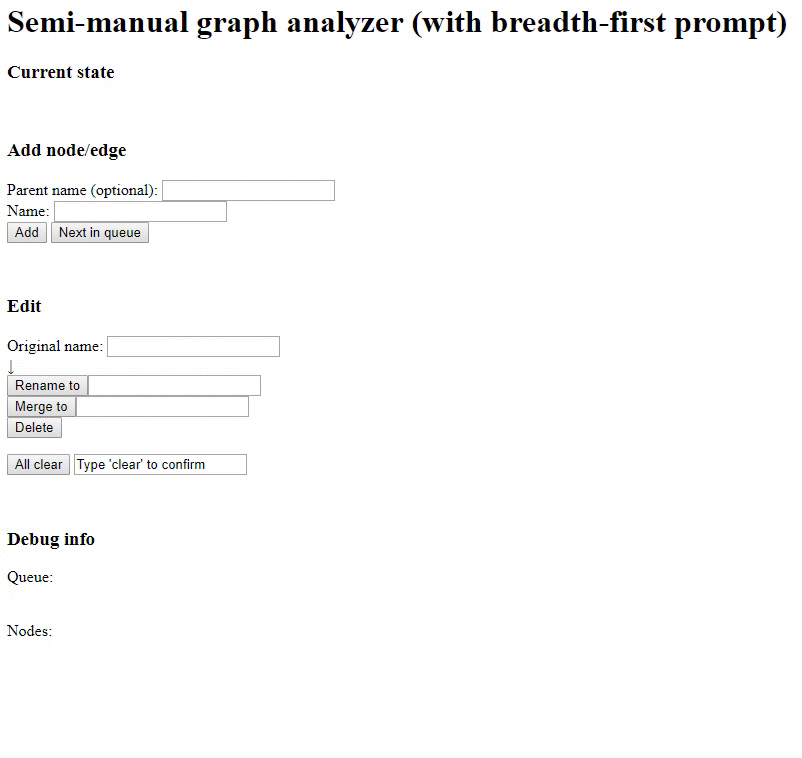 Semi-manual graph analyzer (with breadth-first prompt)
Current state
Add node/edge
Parent name (optional):
Name:
Add Next in queue
Edit
Original name:
↓
Rename to
Merge to
Delete
All clear Type 'clear' to confirm
Debug info
Queue:
Nodes: